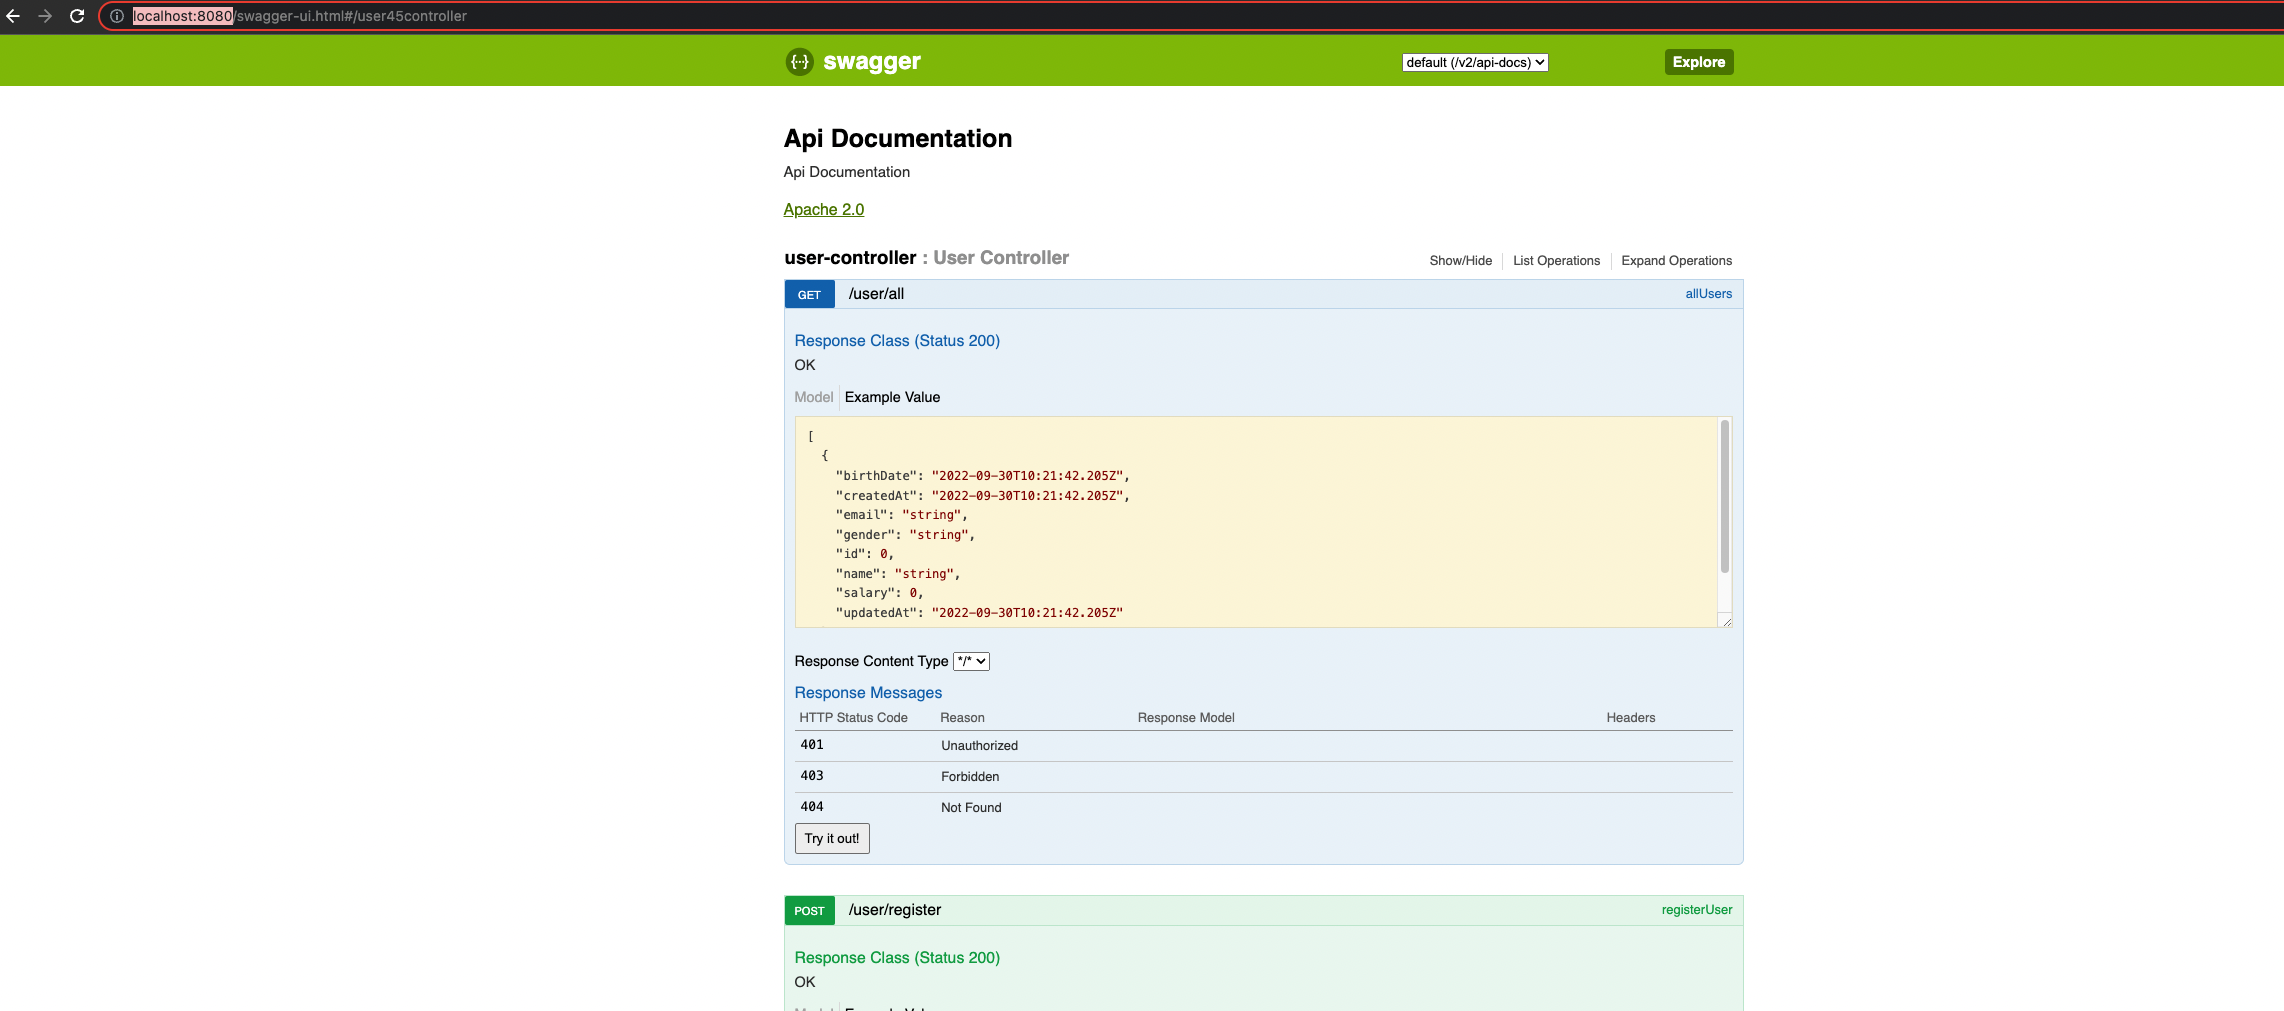 localhost:8080/swagger-ui.html#/user45controller
{··} swagger default (/v2/api-docs) Explore
Api Documentation
Api Documentation
Apache 2.0
user-controller : User Controller Show/Hide List Operations Expand Operations
GET /user/all allUsers
Response Class (Status 200)
OK
Model Example Value
[
{
"birthDate": "2022-09-30T10:21:42.205Z",
"createdAt": "2022-09-30T10:21:42.205Z",
"email": "string",
"gender": "string",
"id": 0,
"name": "string",
"salary": 0,
"updatedAt": "2022-09-30T10:21:42.205Z"
Response Content Type */*
Response Messages
HTTP Status Code Reason Response Model Headers
401 Unauthorized
403 Forbidden
404 Not Found
Try it out!
POST /user/register registerUser
Response Class (Status 200)
OK